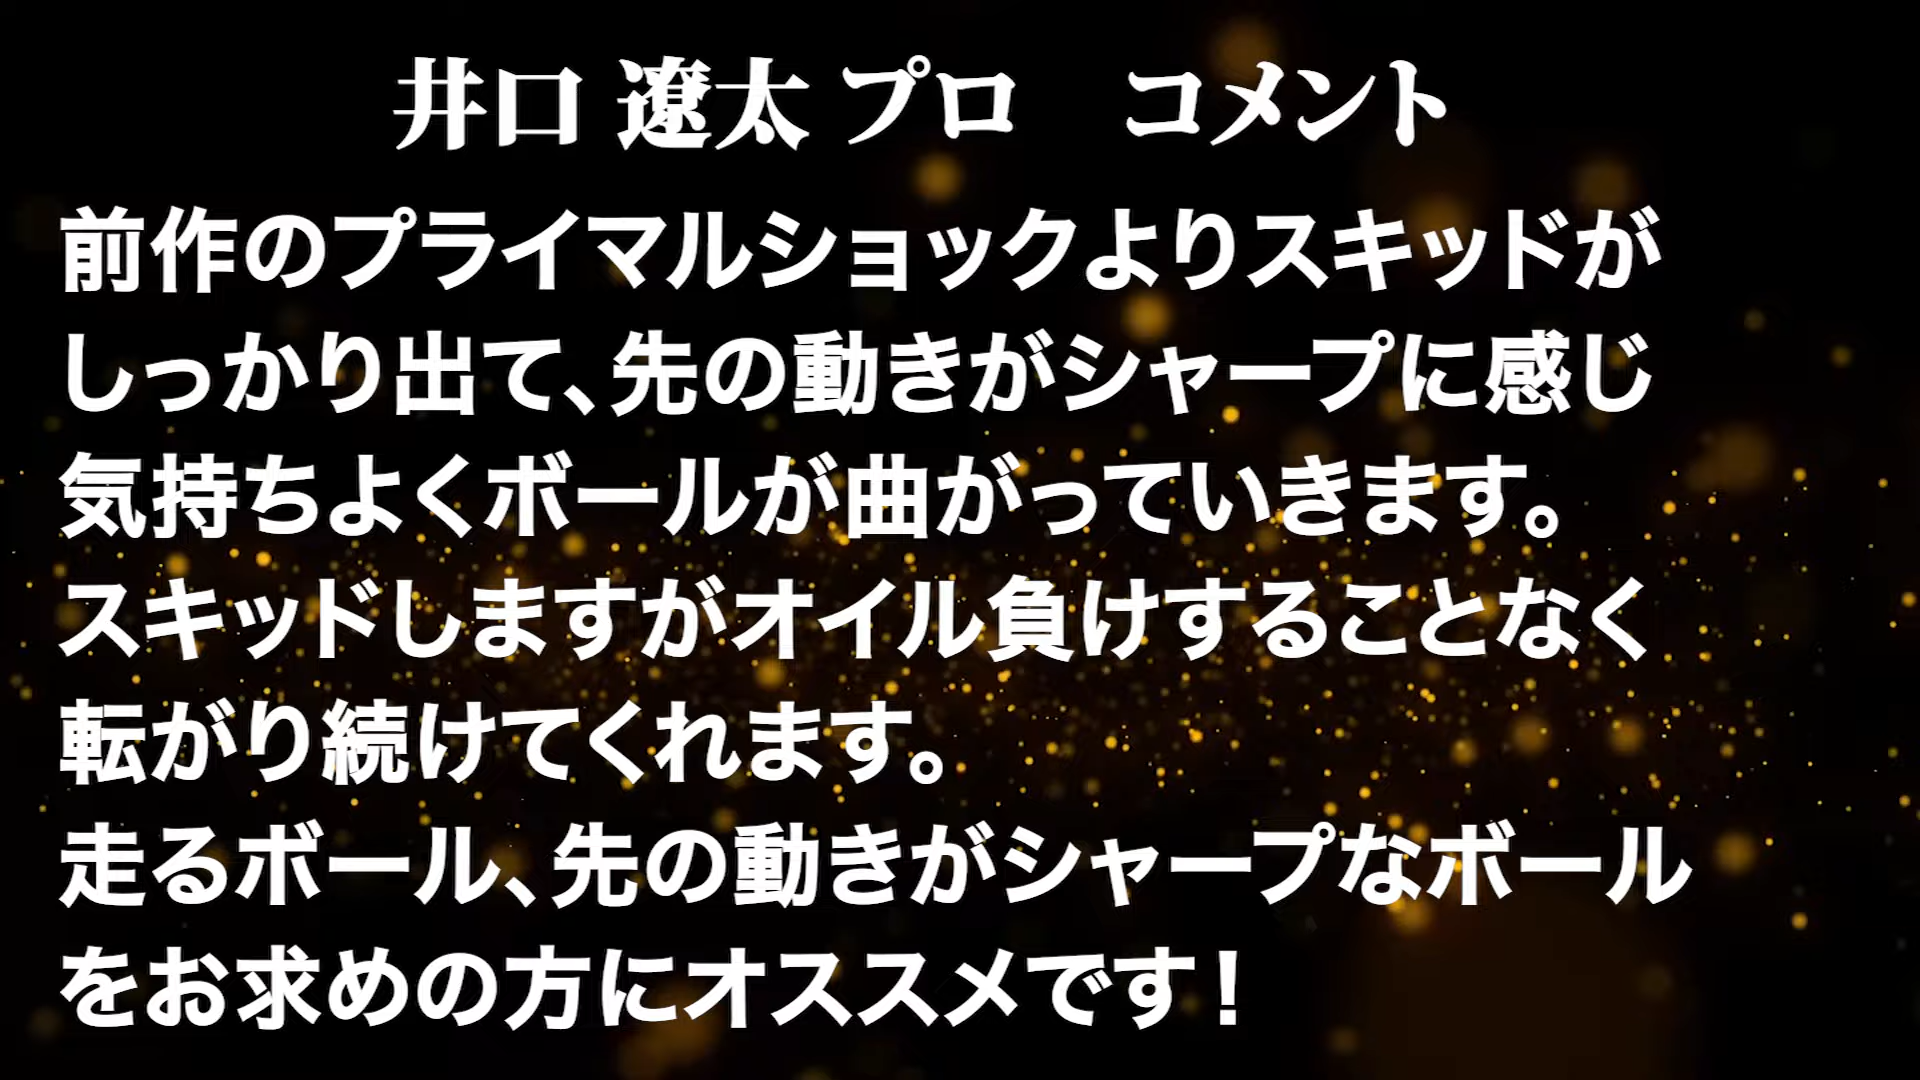 井口 遼太 プロ　コメント
前作のプライマルショックよりスキッドが
しっかり出て、先の動きがシャープに感じ
気持ちよくボールが曲がっていきます。
スキッドしますがオイル負けすることなく
転がり続けてくれます。
走るボール、先の動きがシャープなボール
をお求めの方にオススメです！